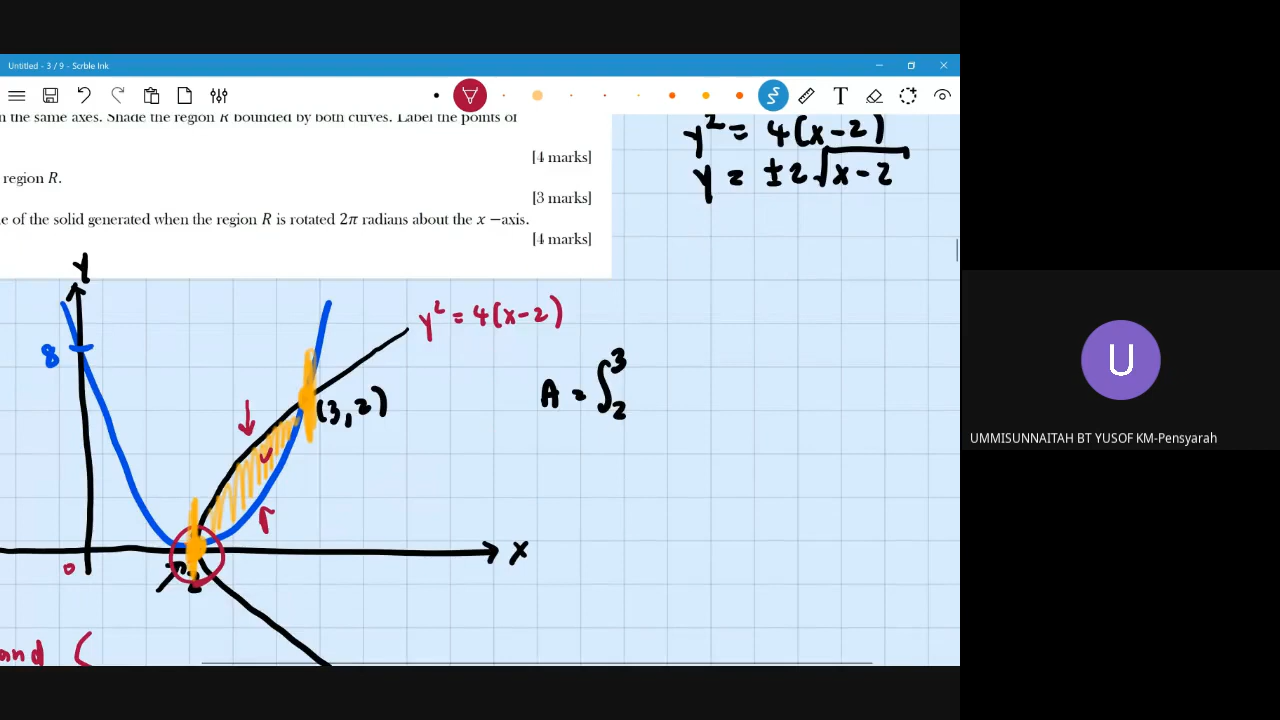 Untitled - 3 / 9 - Scrble Ink
n the same axes. Shade the region R bounded by both curves. Label the points of
[4 marks]
region R.
[3 marks]
e of the solid generated when the region R is rotated 2π radians about the x −axis.
[4 marks]
y² = 4(x-2)
y = ±2√(x-2)
y
8
y² = 4(x-2)
(3, 2)
A = ∫₂³
x
0
2
and (
T
U
UMMISUNNAITAH BT YUSOF KM-Pensyarah